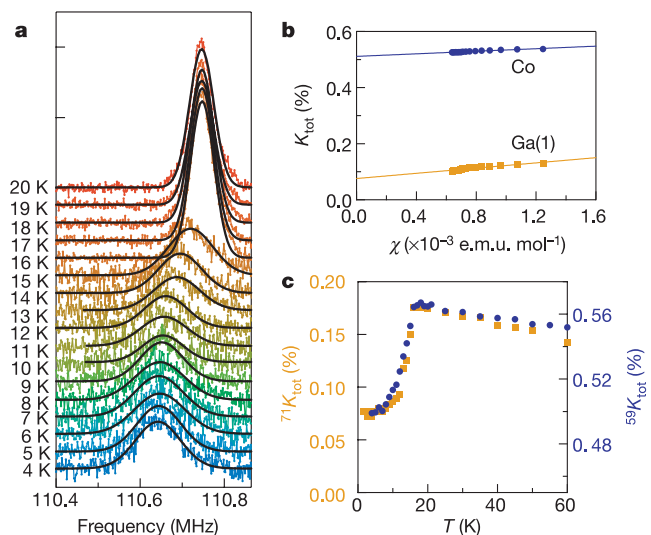 a
20 K
19 K
18 K
17 K
16 K
15 K
14 K
13 K
12 K
11 K
10 K
9 K
8 K
7 K
6 K
5 K
4 K
110.4 110.6 110.8
Frequency (MHz)
b
0.6
0.4
0.2
0.0
K_tot (%)
Co
Ga(1)
0.0 0.4 0.8 1.2 1.6
χ (×10⁻³ e.m.u. mol⁻¹)
c
0.20
0.15
0.10
0.05
0.00
⁷¹K_tot (%)
0.56
0.52
0.48
⁵⁹K_tot (%)
0 20 40 60
T (K)